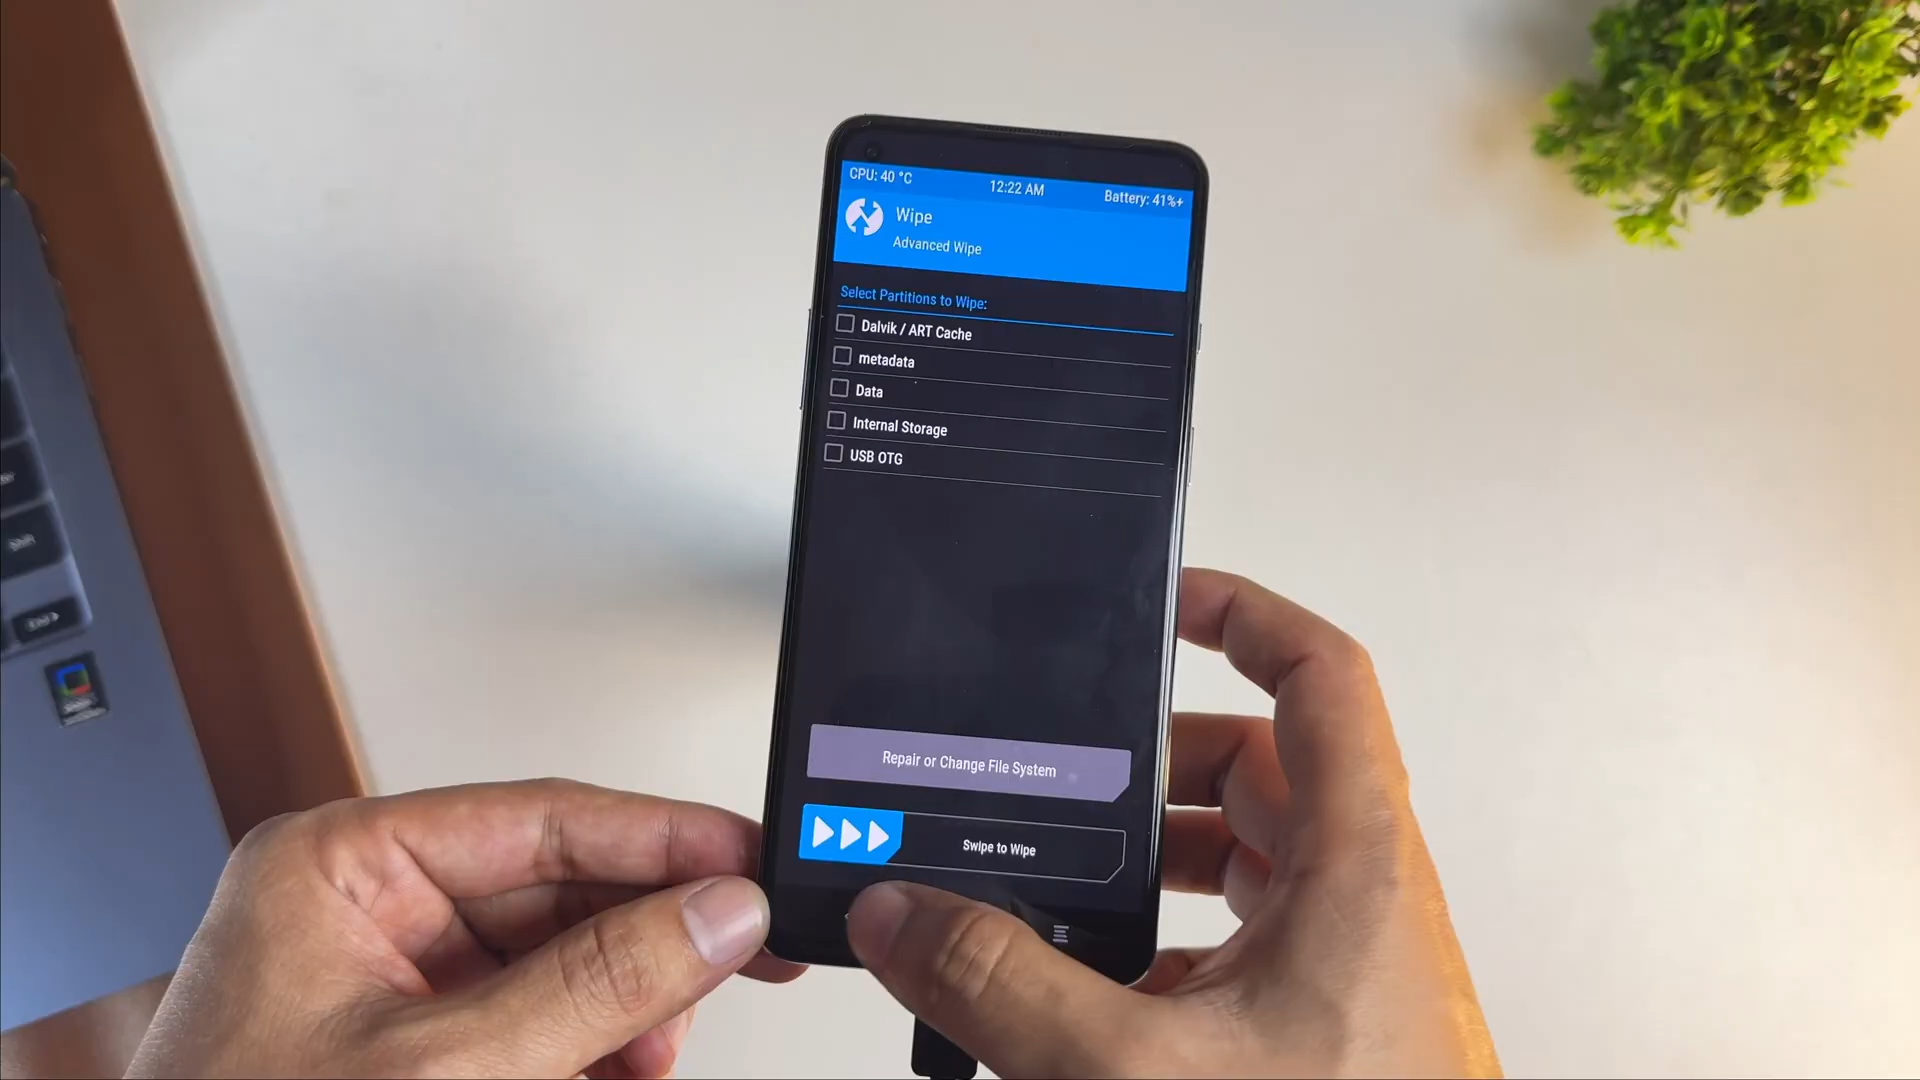 CPU: 40 °C 12:22 AM Battery: 41%+
Wipe
Advanced Wipe
Select Partitions to Wipe:
Dalvik / ART Cache
metadata
Data
Internal Storage
USB OTG
Repair or Change File System
Swipe to Wipe